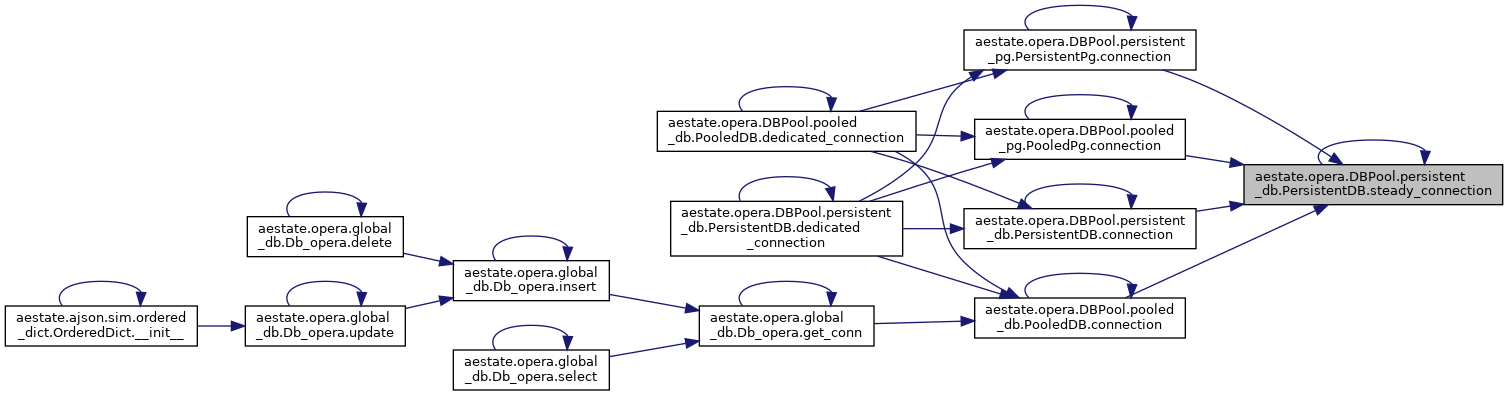 aestate.opera.DBPool.persistent
_pg.PersistentPg.connection
aestate.opera.DBPool.pooled
_db.PooledDB.dedicated_connection
aestate.opera.DBPool.pooled
_pg.PooledPg.connection
aestate.opera.DBPool.persistent
_db.PersistentDB.steady_connection
aestate.opera.DBPool.persistent
_db.PersistentDB.dedicated
_connection
aestate.opera.DBPool.persistent
_db.PersistentDB.connection
aestate.opera.global
_db.Db_opera.delete
aestate.opera.global
_db.Db_opera.insert
aestate.ajson.sim.ordered
_dict.OrderedDict.__init__
aestate.opera.global
_db.Db_opera.update
aestate.opera.global
_db.Db_opera.get_conn
aestate.opera.DBPool.pooled
_db.PooledDB.connection
aestate.opera.global
_db.Db_opera.select